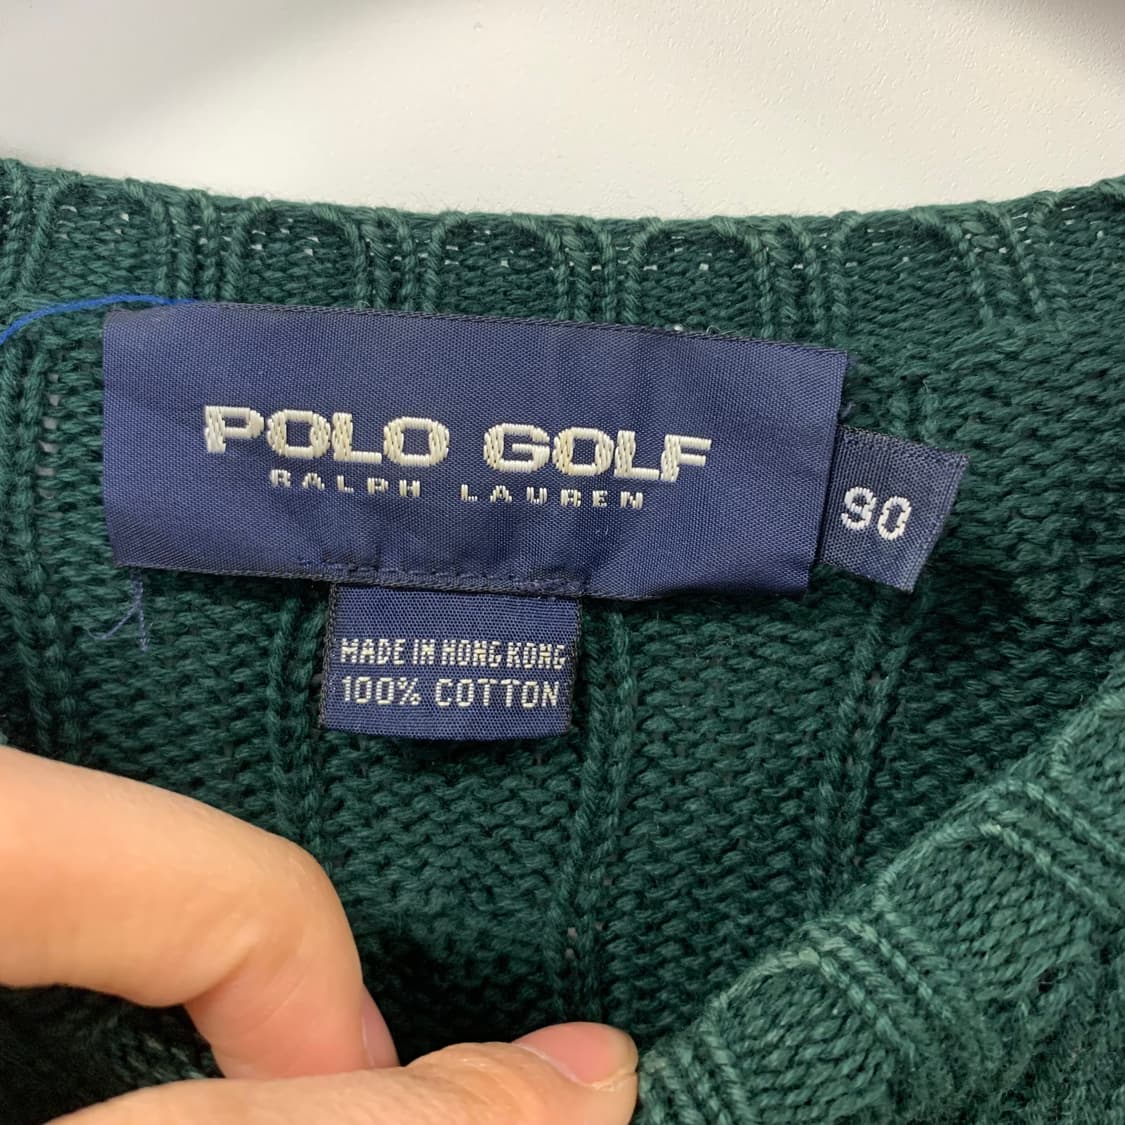 POLO GOLF
RALPH LAUREN
90
MADE IN HONG KONG
100% COTTON